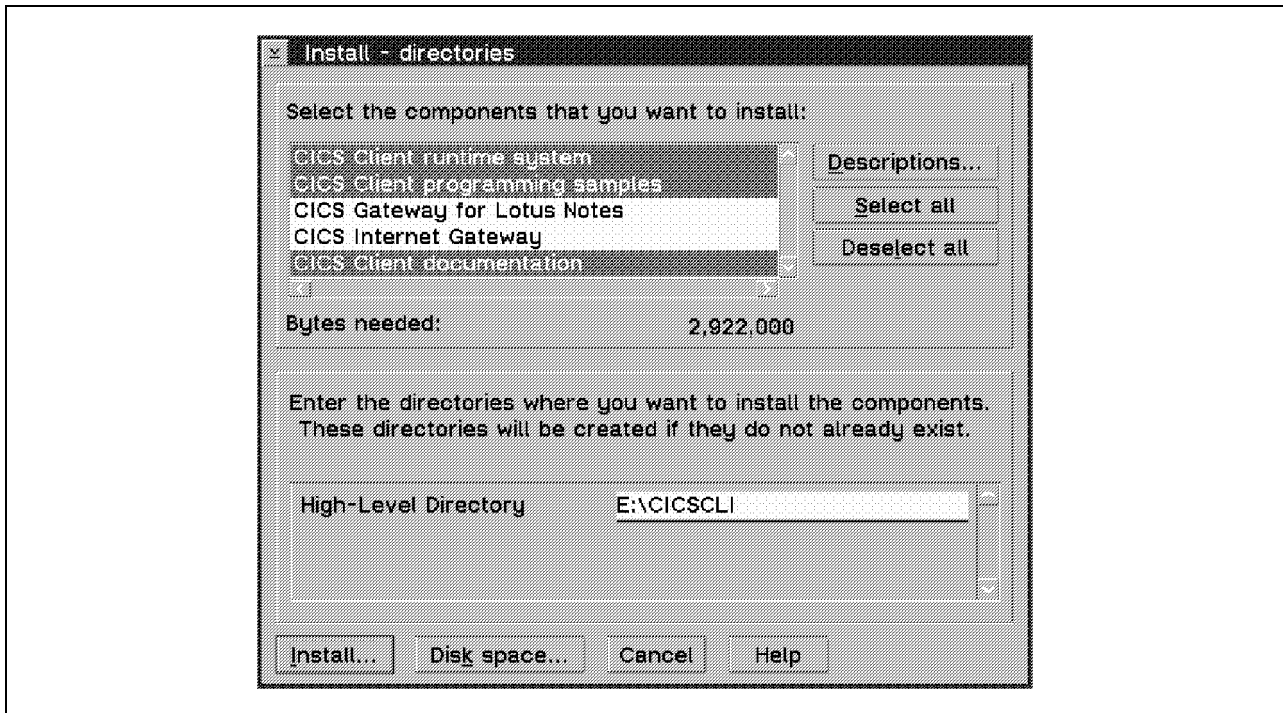 Install - directories
Select the components that you want to install:
CICS Client runtime system
CICS Client programming samples
CICS Gateway for Lotus Notes
CICS Internet Gateway
CICS Client documentation
Descriptions...
Select all
Deselect all
Bytes needed: 2,922,000
Enter the directories where you want to install the components.
These directories will be created if they do not already exist.
High-Level Directory E:\CICSCLI
Install... Disk space... Cancel Help